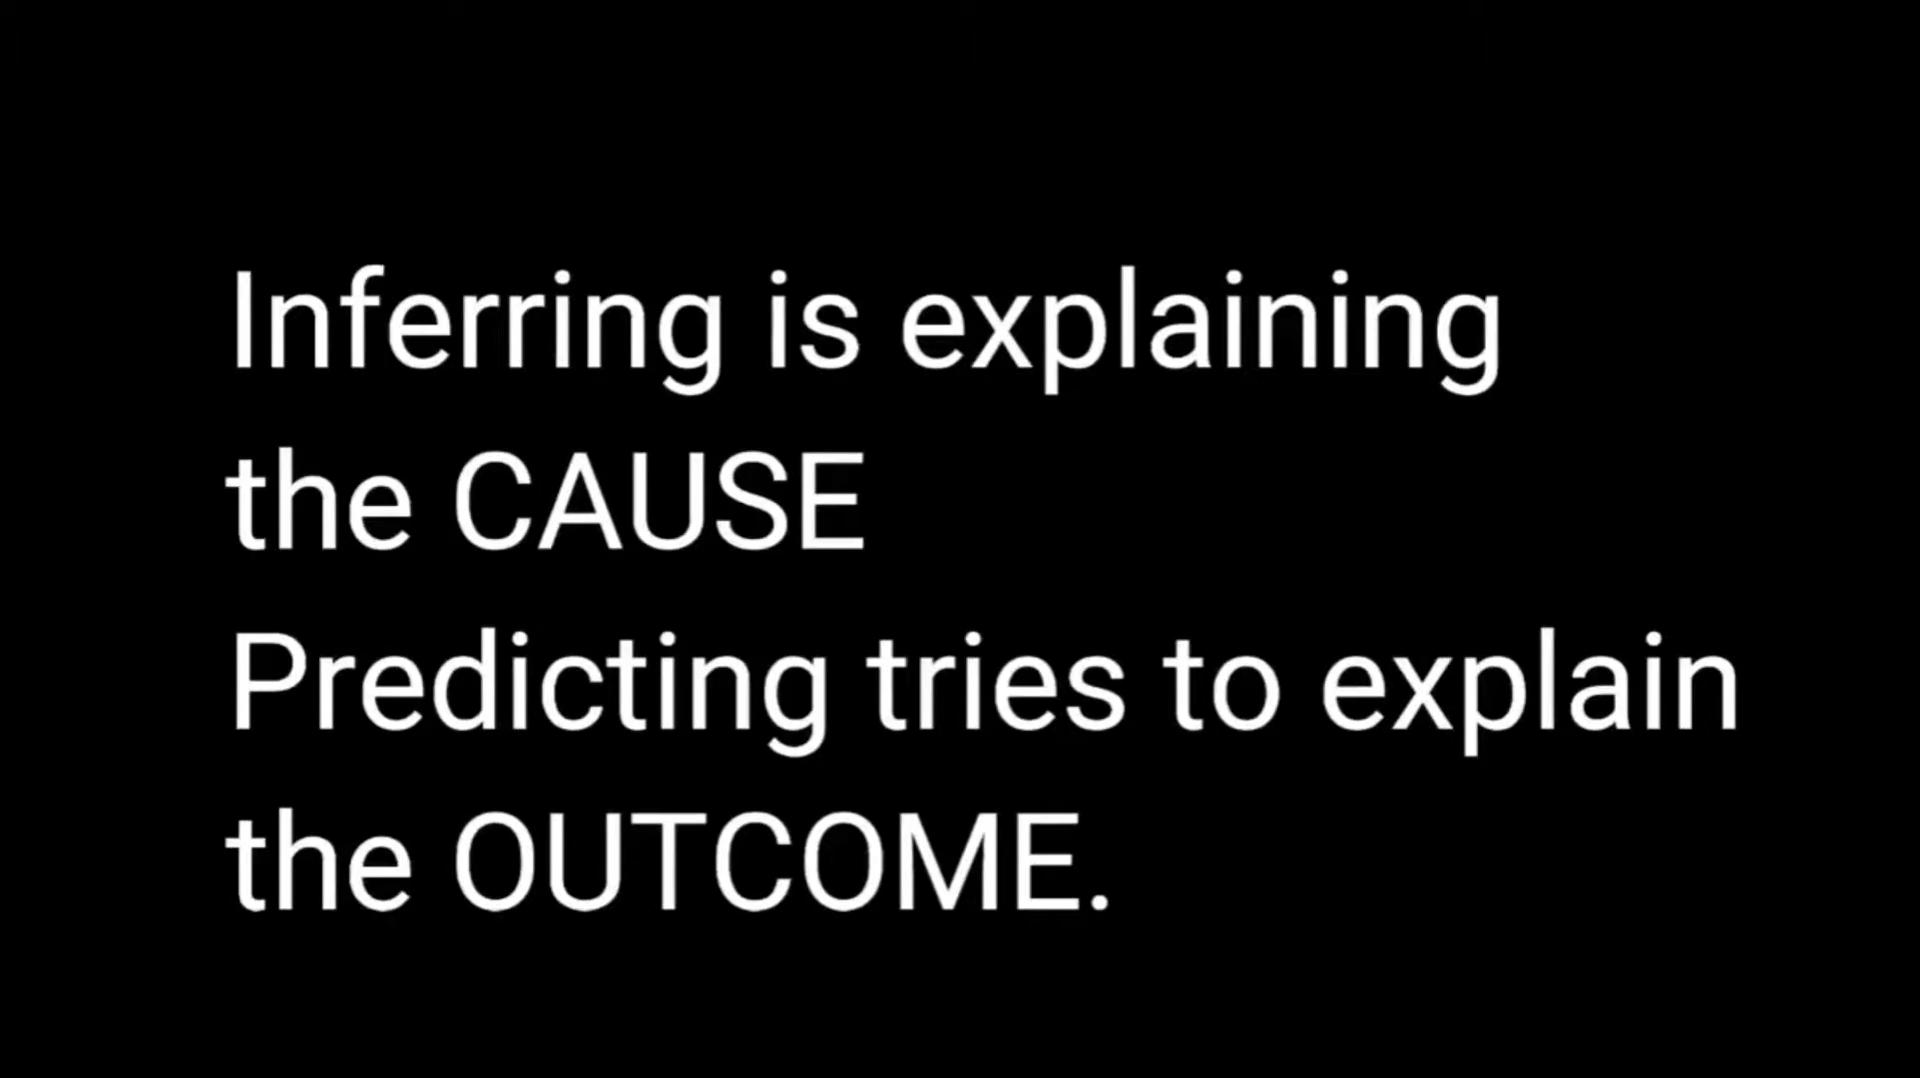 Inferring is explaining
the CAUSE
Predicting tries to explain
the OUTCOME.